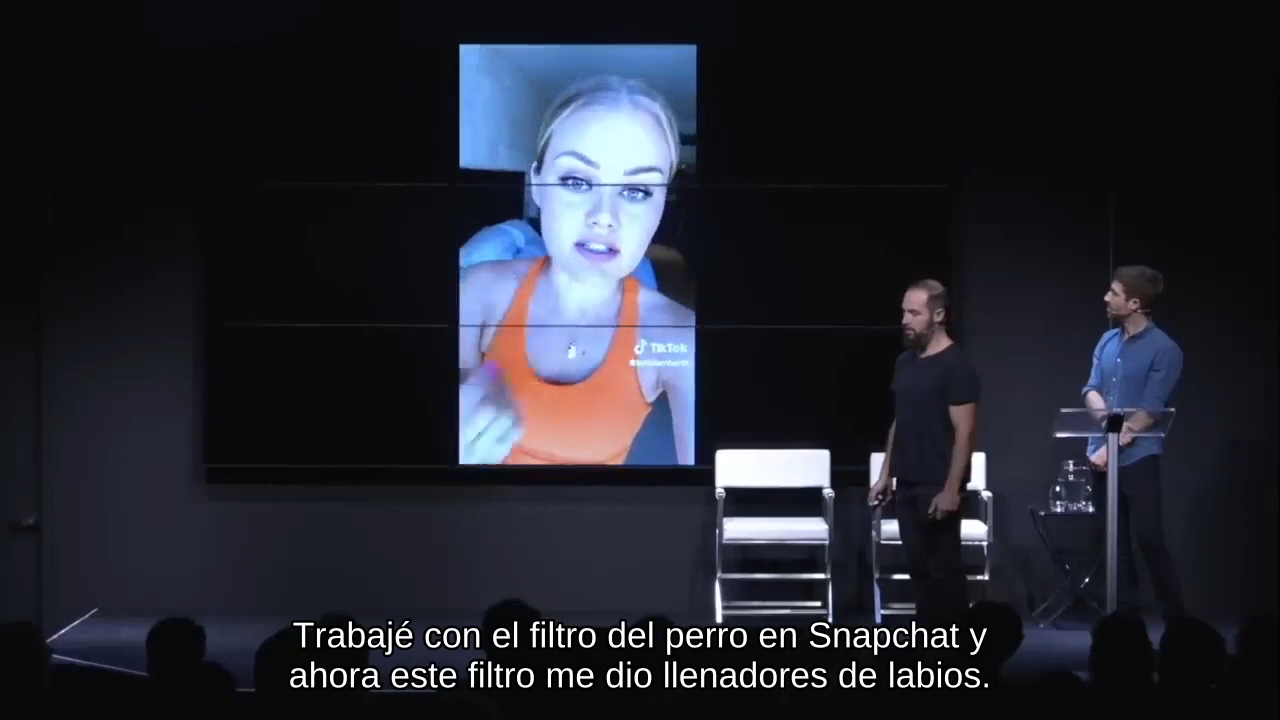 TikTok
Trabajé con el filtro del perro en Snapchat y
ahora este filtro me dio llenadores de labios.